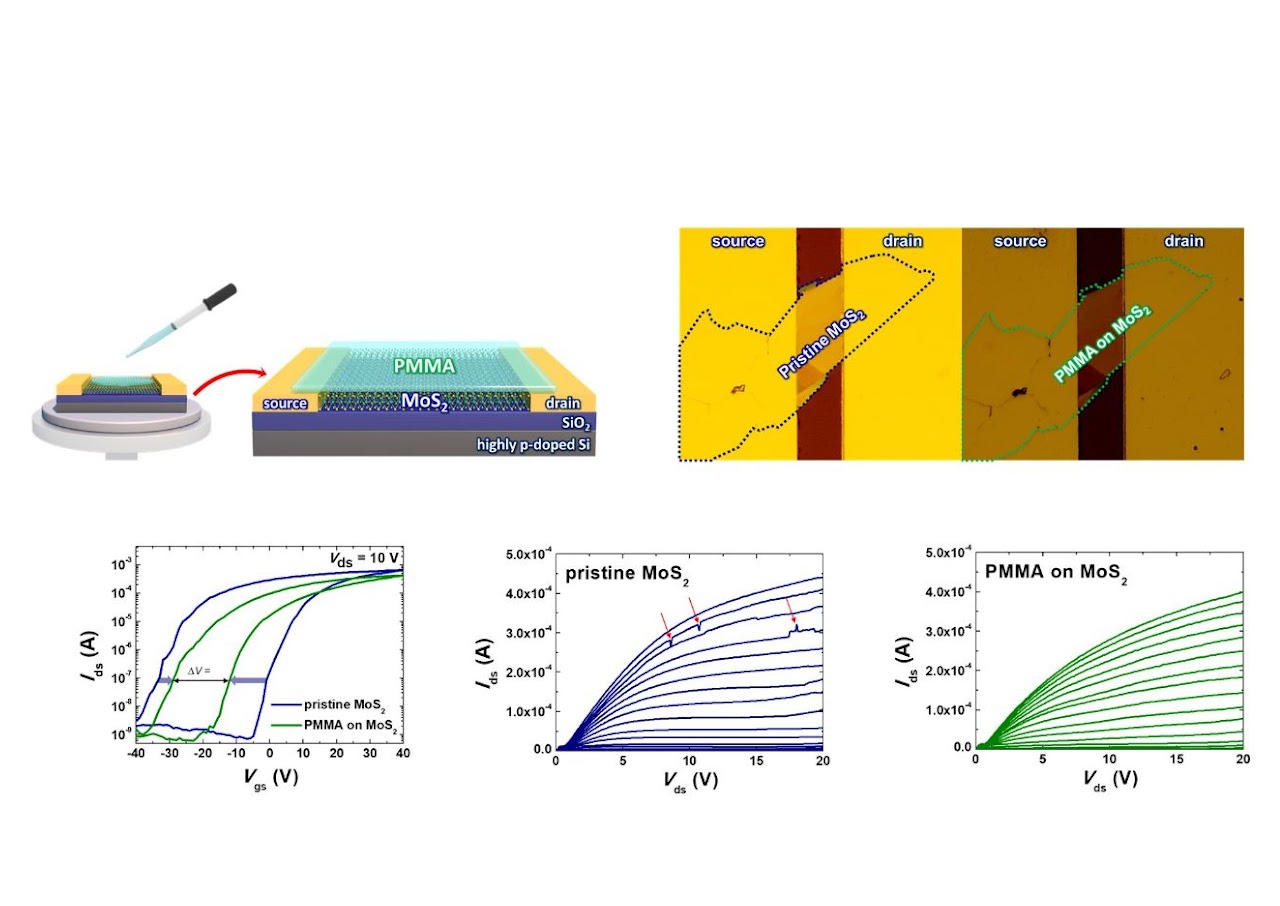 PMMA
source
MoS2
drain
SiO2
highly p-doped Si
source
drain
source
drain
Pristine MoS2
PMMA on MoS2
Vds = 10 V
10-3
10-4
10-5
10-6
10-7
10-8
10-9
Ids (A)
ΔV =
pristine MoS2
PMMA on MoS2
-40 -30 -20 -10 0 10 20 30 40
Vgs (V)
pristine MoS2
5.0x10-4
4.0x10-4
3.0x10-4
2.0x10-4
1.0x10-4
0.0
Ids (A)
0 5 10 15 20
Vds (V)
PMMA on MoS2
5.0x10-4
4.0x10-4
3.0x10-4
2.0x10-4
1.0x10-4
0.0
Ids (A)
0 5 10 15 20
Vds (V)